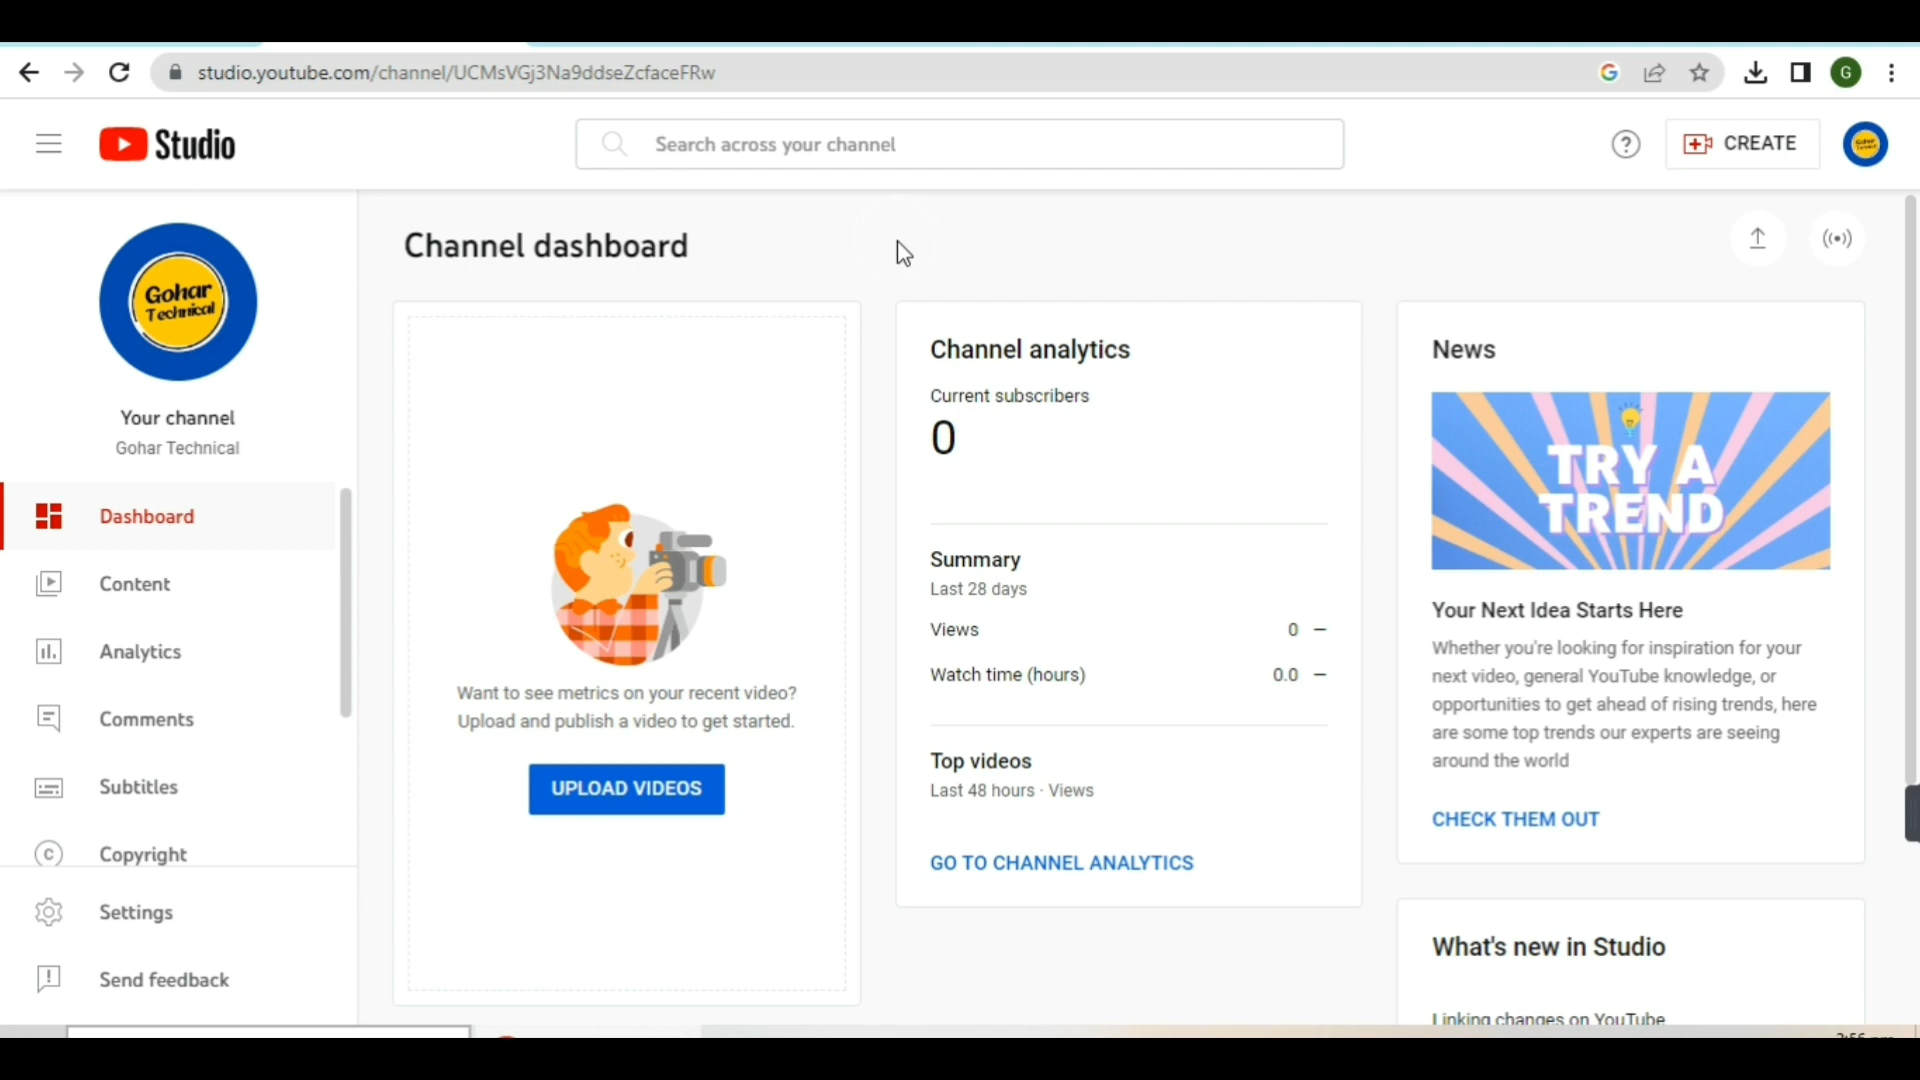 studio.youtube.com/channel/UCMsVGj3Na9ddseZcfaceFRw
G
Studio
Search across your channel
CREATE
Gohar
Technical
Your channel
Gohar Technical
Dashboard
Content
Analytics
Comments
Subtitles
Copyright
Settings
Send feedback
Channel dashboard
Want to see metrics on your recent video?
Upload and publish a video to get started.
UPLOAD VIDEOS
Channel analytics
Current subscribers
0
Summary
Last 28 days
Views 0 —
Watch time (hours) 0.0 —
Top videos
Last 48 hours · Views
GO TO CHANNEL ANALYTICS
News
TRY A
TREND
Your Next Idea Starts Here
Whether you're looking for inspiration for your
next video, general YouTube knowledge, or
opportunities to get ahead of rising trends, here
are some top trends our experts are seeing
around the world
CHECK THEM OUT
What's new in Studio
Linking changes on YouTube